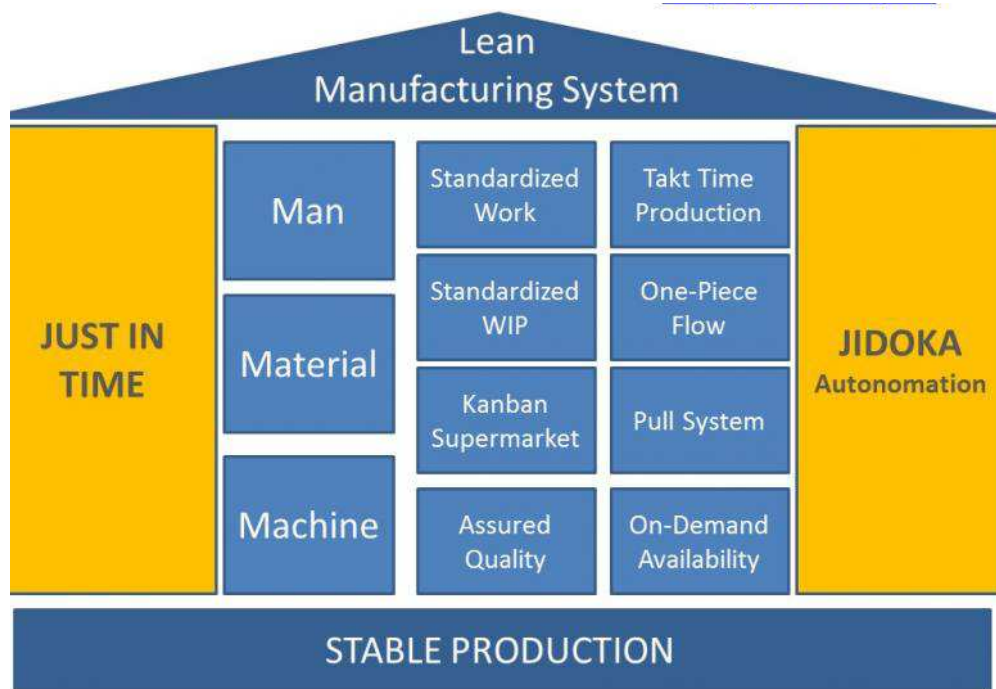 Lean
Manufacturing System
JUST IN
TIME
Man
Material
Machine
Standardized
Work
Takt Time
Production
Standardized
WIP
One-Piece
Flow
Kanban
Supermarket
Pull System
Assured
Quality
On-Demand
Availability
JIDOKA
Autonomation
STABLE PRODUCTION